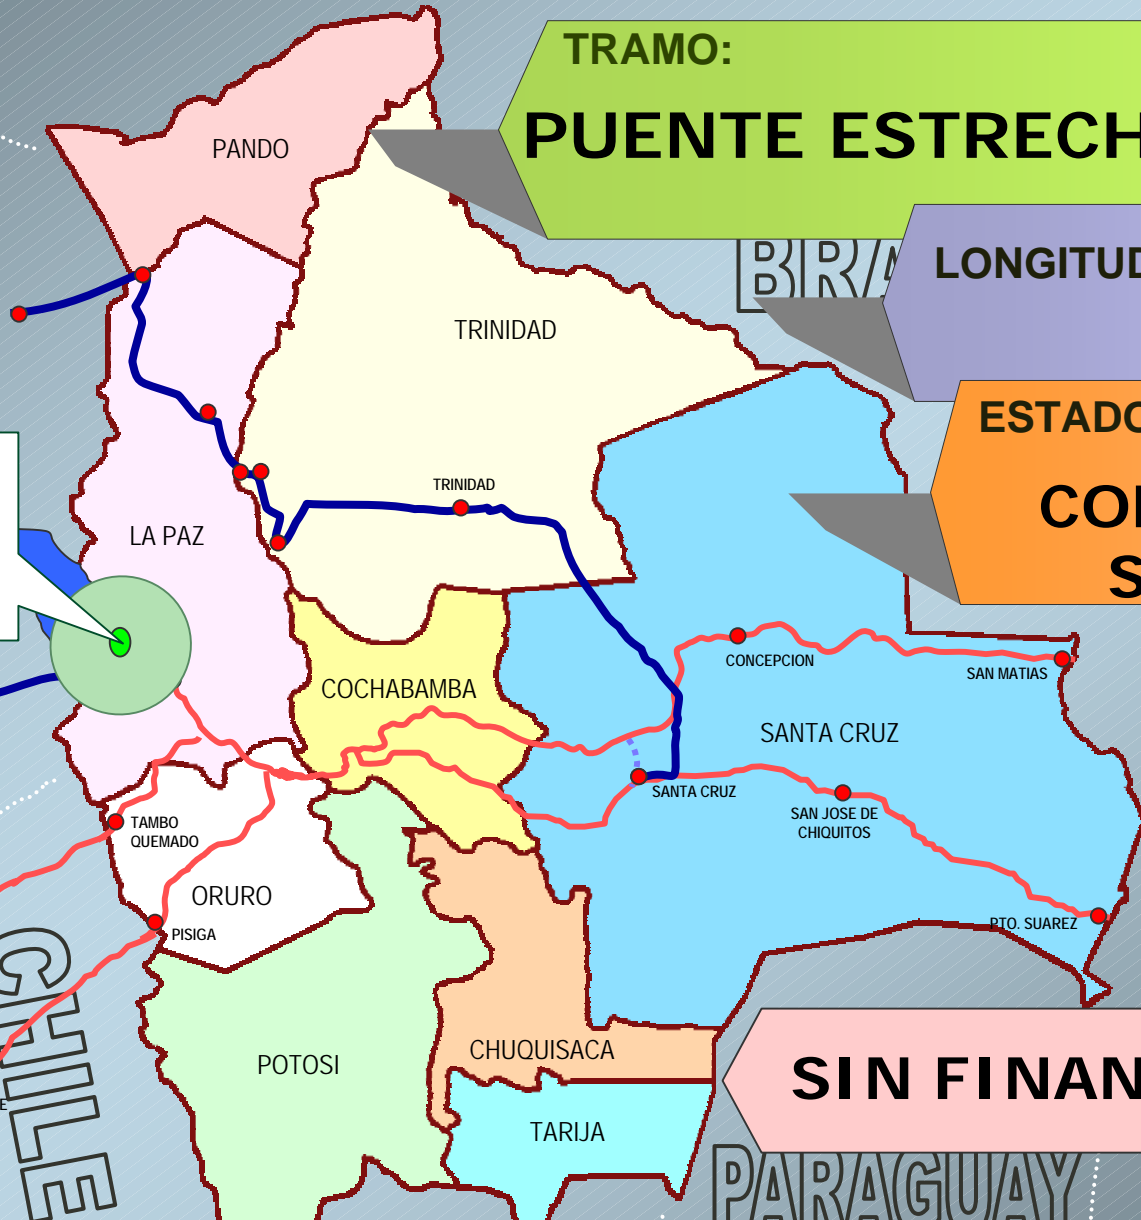 TRAMO:
PUENTE ESTRECH
PANDO
BRA
LONGITUD
TRINIDAD
ESTADO
CO
S
TRINIDAD
LA PAZ
CONCEPCION
SAN MATIAS
COCHABAMBA
SANTA CRUZ
SANTA CRUZ
SAN JOSE DE
CHIQUITOS
TAMBO
QUEMADO
ORURO
PTO. SUAREZ
PISIGA
CHILE
POTOSI
CHUQUISACA
SIN FINAN
E
TARIJA
PARAGUAY